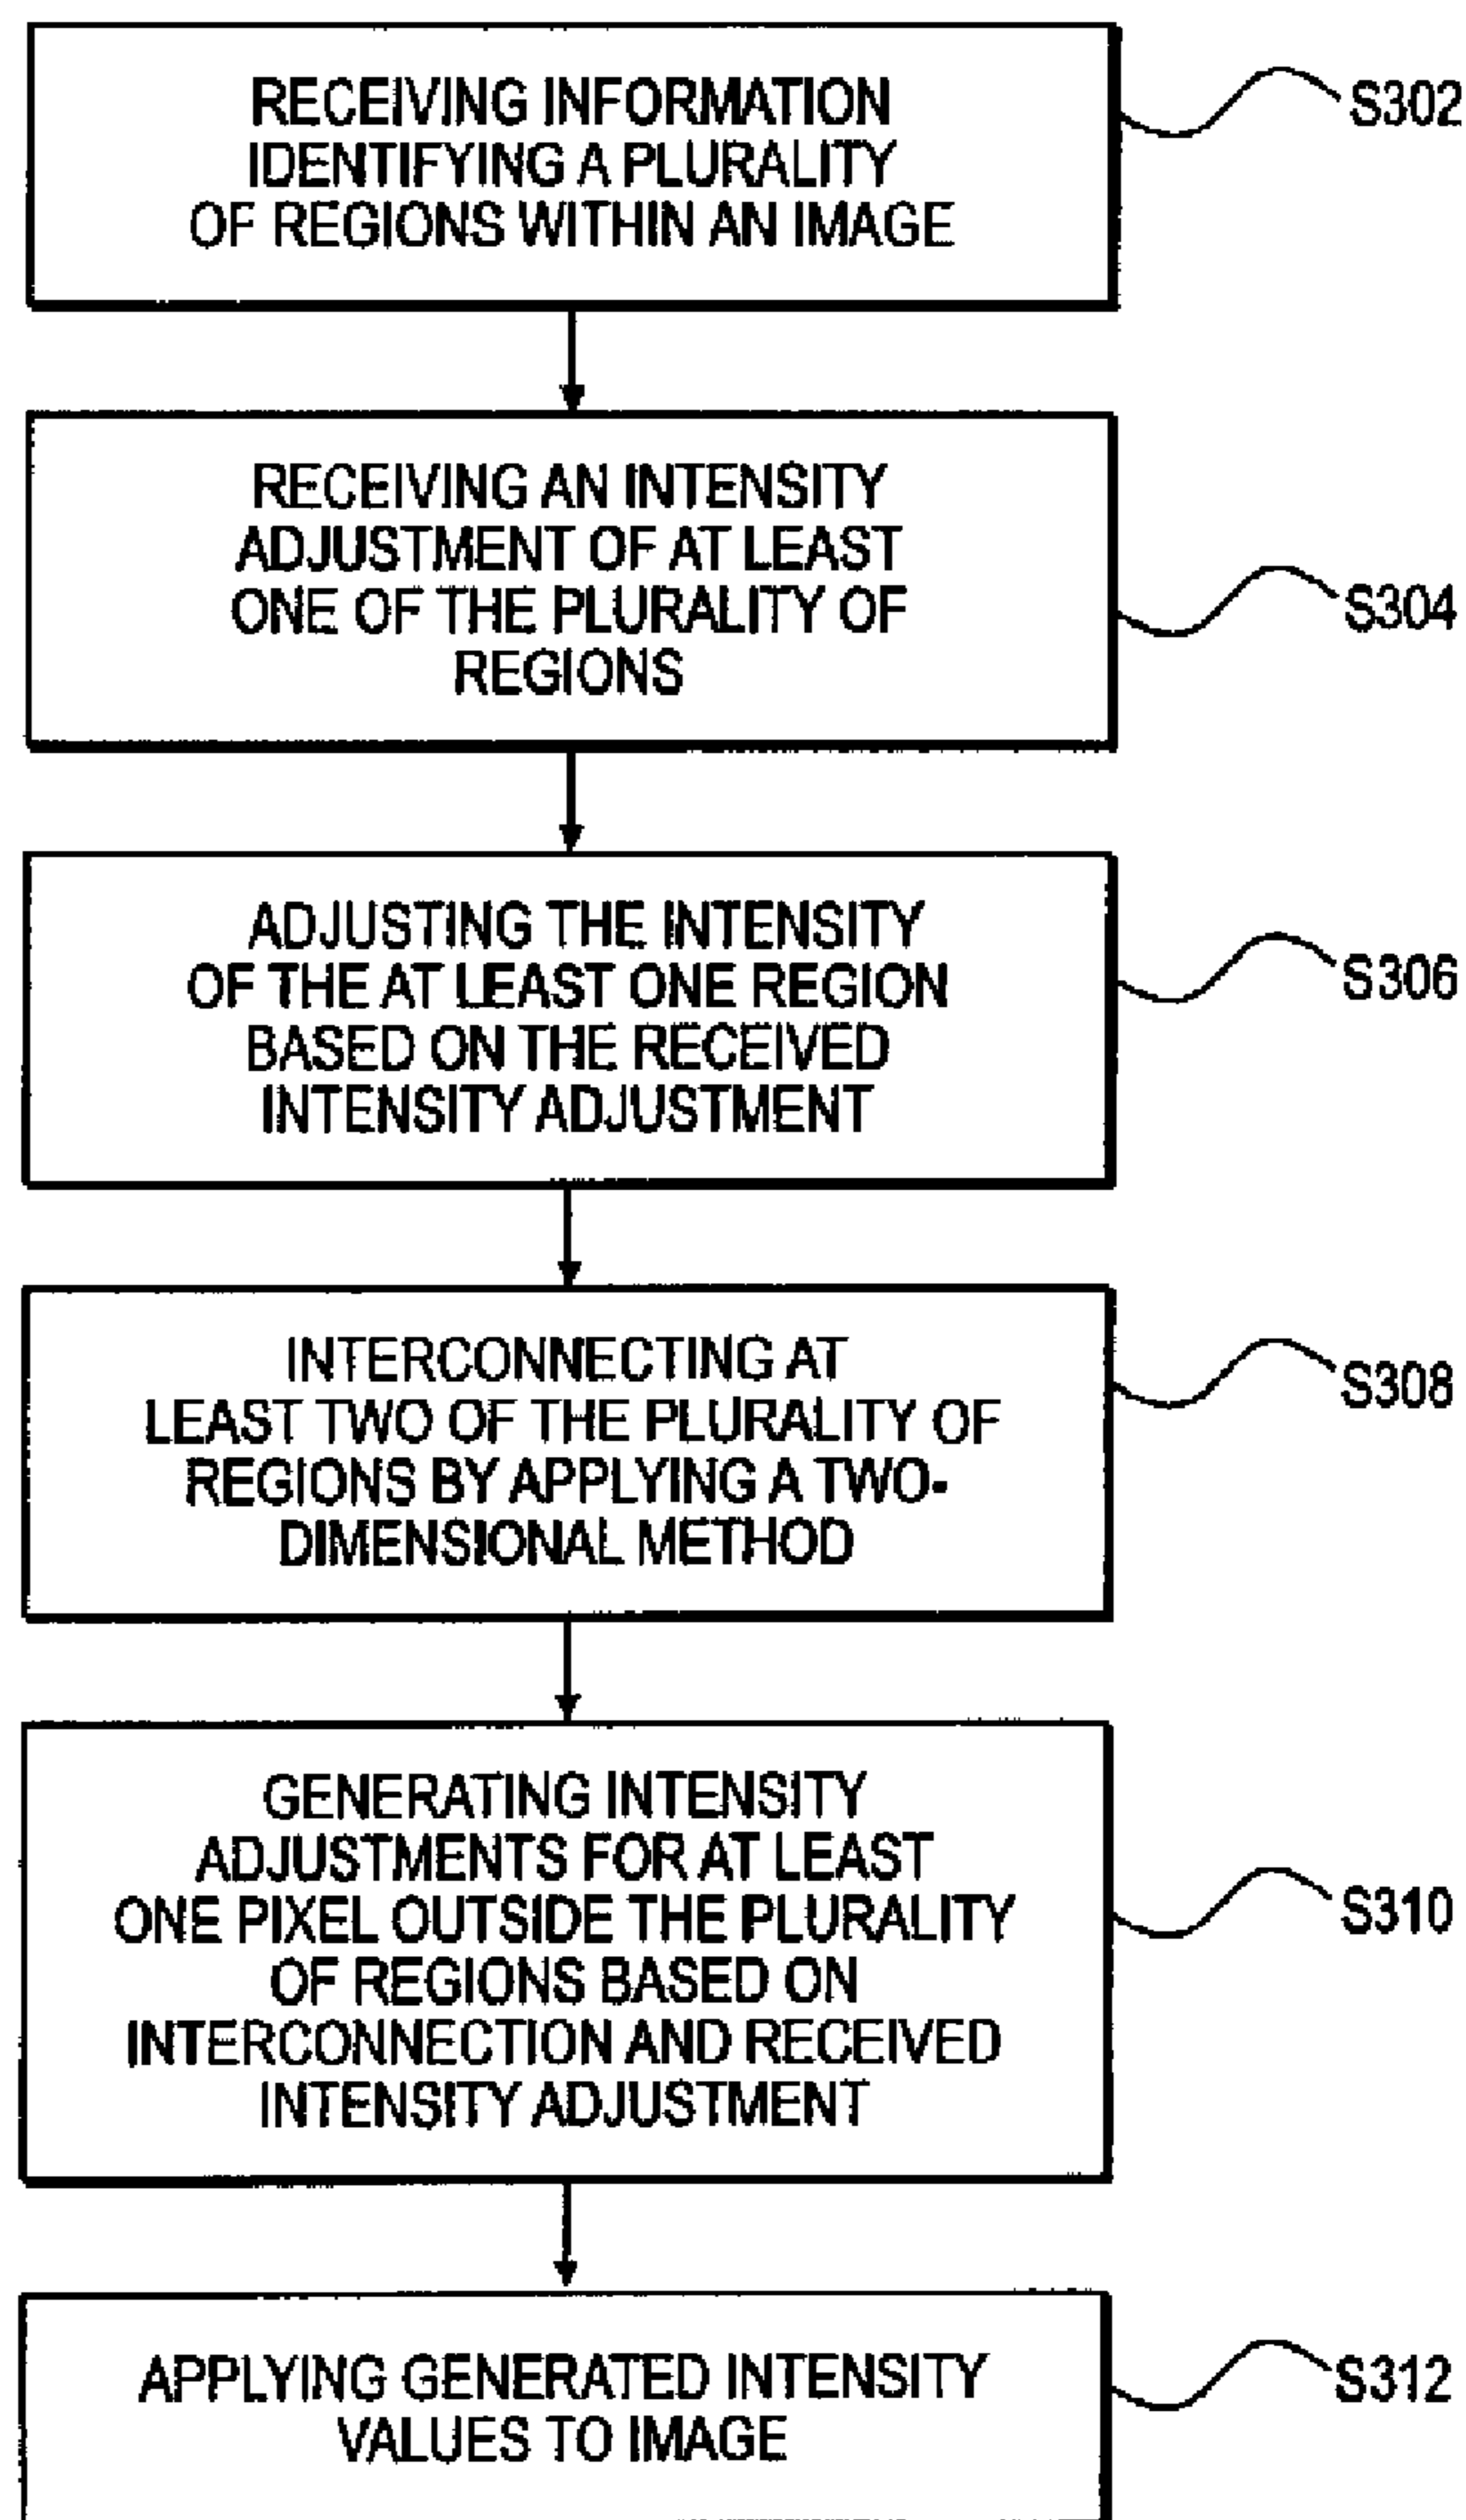 RECEIVING INFORMATION
IDENTIFYING A PLURALITY
OF REGIONS WITHIN AN IMAGE
S302
RECEIVING AN INTENSITY
ADJUSTMENT OF AT LEAST
ONE OF THE PLURALITY OF
REGIONS
S304
ADJUSTING THE INTENSITY
OF THE AT LEAST ONE REGION
BASED ON THE RECEIVED
INTENSITY ADJUSTMENT
S306
INTERCONNECTING AT
LEAST TWO OF THE PLURALITY OF
REGIONS BY APPLYING A TWO-
DIMENSIONAL METHOD
S308
GENERATING INTENSITY
ADJUSTMENTS FOR AT LEAST
ONE PIXEL OUTSIDE THE PLURALITY
OF REGIONS BASED ON
INTERCONNECTION AND RECEIVED
INTENSITY ADJUSTMENT
S310
APPLYING GENERATED INTENSITY
VALUES TO IMAGE
S312